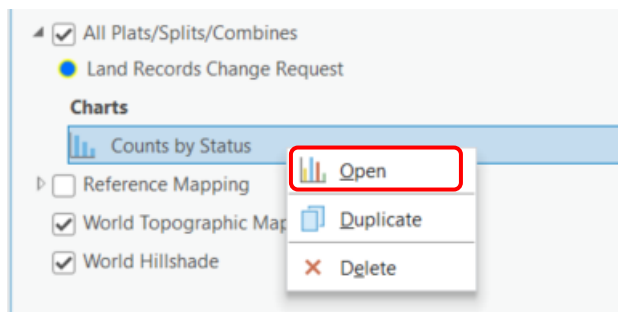 All Plats/Splits/Combines
Land Records Change Request
Charts
Counts by Status
Open
Reference Mapping
Duplicate
World Topographic Map
World Hillshade
Delete